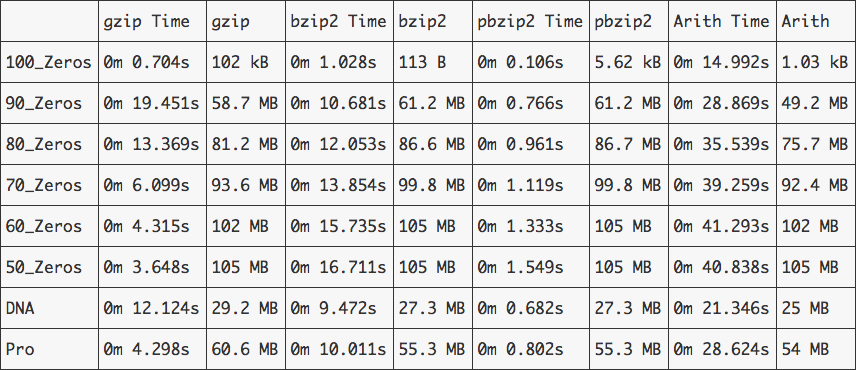 gzip Time gzip bzip2 Time bzip2 pbzip2 Time pbzip2 Arith Time Arith
100_Zeros 0m 0.704s 102 kB 0m 1.028s 113 B 0m 0.106s 5.62 kB 0m 14.992s 1.03 kB
90_Zeros 0m 19.451s 58.7 MB 0m 10.681s 61.2 MB 0m 0.766s 61.2 MB 0m 28.869s 49.2 MB
80_Zeros 0m 13.369s 81.2 MB 0m 12.053s 86.6 MB 0m 0.961s 86.7 MB 0m 35.539s 75.7 MB
70_Zeros 0m 6.099s 93.6 MB 0m 13.854s 99.8 MB 0m 1.119s 99.8 MB 0m 39.259s 92.4 MB
60_Zeros 0m 4.315s 102 MB 0m 15.735s 105 MB 0m 1.333s 105 MB 0m 41.293s 102 MB
50_Zeros 0m 3.648s 105 MB 0m 16.711s 105 MB 0m 1.549s 105 MB 0m 40.838s 105 MB
DNA 0m 12.124s 29.2 MB 0m 9.472s 27.3 MB 0m 0.682s 27.3 MB 0m 21.346s 25 MB
Pro 0m 4.298s 60.6 MB 0m 10.011s 55.3 MB 0m 0.802s 55.3 MB 0m 28.624s 54 MB